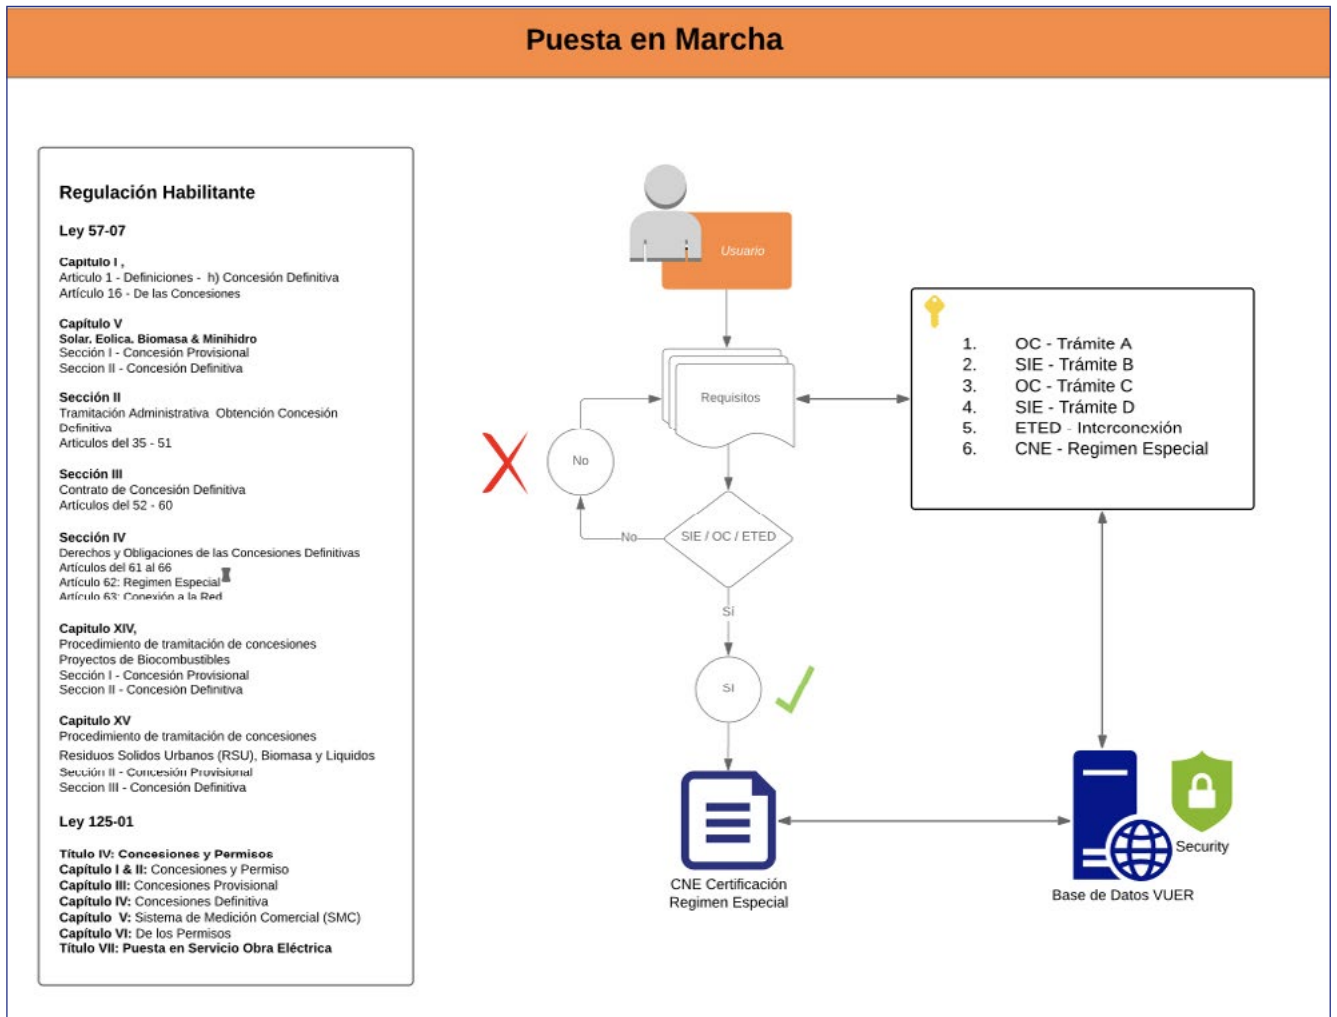 Puesta en Marcha
Regulación Habilitante
Ley 57-07
Capitulo I ,
Articulo 1 - Definiciones -  h) Concesión Definitiva
Artículo 16 - De las Concesiones
Capítulo V
Solar. Eolica. Biomasa & Minihidro
Sección I - Concesión Provisional
Seccion II - Concesión Definitiva
Sección II
Tramitación Administrativa  Obtención Concesión
Definitiva
Articulos del 35 - 51
Sección III
Contrato de Concesión Definitiva
Artículos del 52 - 60
Sección IV
Derechos y Obligaciones de las Concesiones Definitivas
Artículos del 61 al 66
Artículo 62: Regimen Especial
Artículo 63: Conexión a la Red
Capitulo XIV,
Procedimiento de tramitación de concesiones
Proyectos de Biocombustibles
Sección I - Concesión Provisional
Seccion II - Concesión Definitiva
Capitulo XV
Procedimiento de tramitación de concesiones
Residuos Solidos Urbanos (RSU), Biomasa y Liquidos
Sección II - Concesión Provisional
Seccion III - Concesión Definitiva
Ley 125-01
Título IV: Concesiones y Permisos
Capítulo I & II: Concesiones y Permiso
Capítulo III: Concesiones Provisional
Capítulo IV: Concesiones Definitiva
Capítulo  V: Sistema de Medición Comercial (SMC)
Capítulo VI: De los Permisos
Título VII: Puesta en Servicio Obra Eléctrica
Usuario
Requisitos
No
No
SIE / OC / ETED
Sí
SI
CNE Certificación
Regimen Especial
1. OC - Trámite A
2. SIE - Trámite B
3. OC - Trámite C
4. SIE - Trámite D
5. ETED - Interconexión
6. CNE - Regimen Especial
Security
Base de Datos VUER